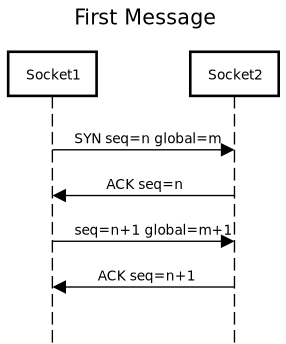 First Message
Socket1 Socket2
SYN seq=n global=m
ACK seq=n
seq=n+1 global=m+1
ACK seq=n+1